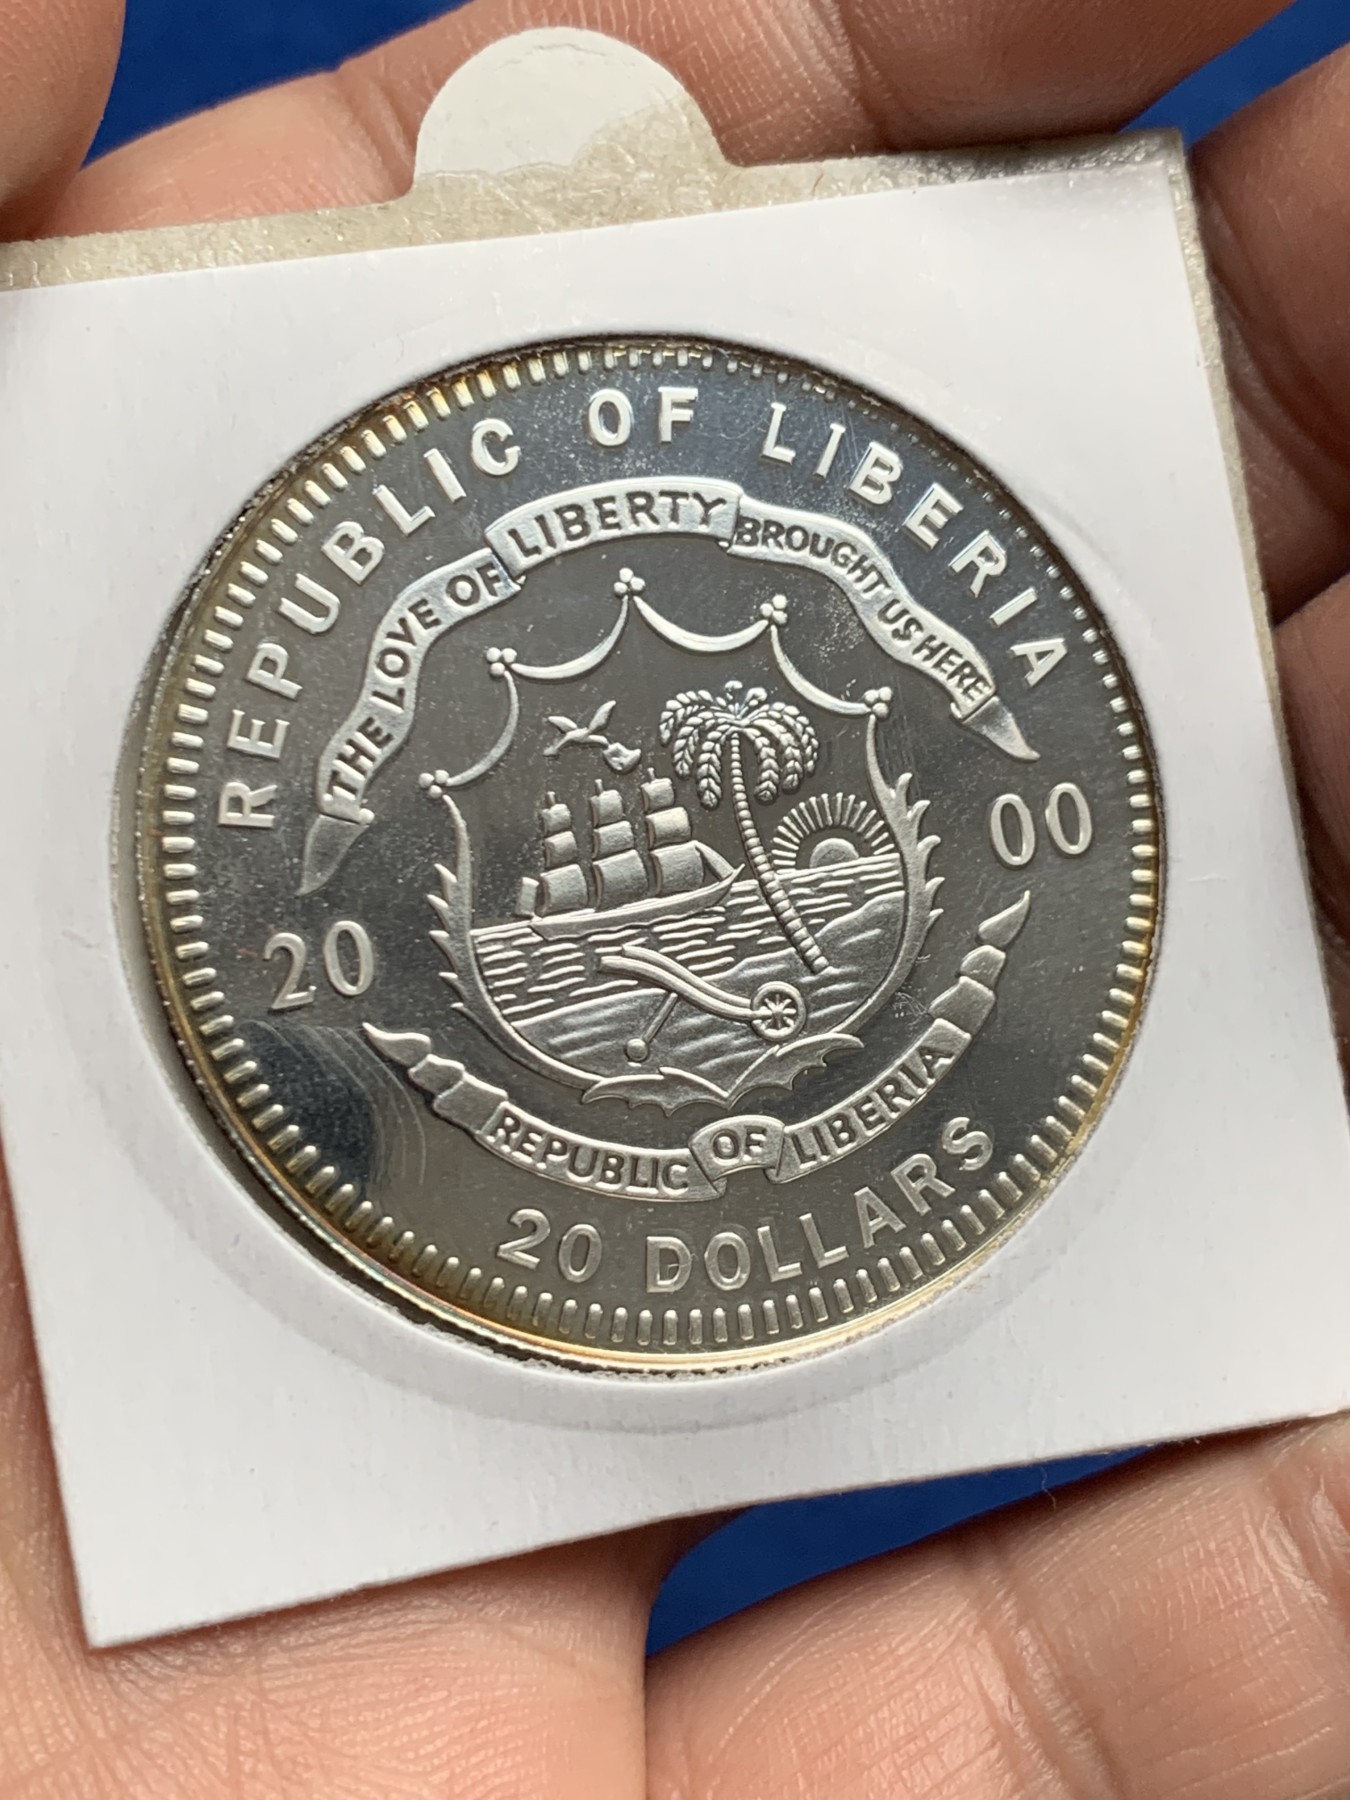 REPUBLIC OF LIBERIA
THE LOVE OF LIBERTY BROUGHT US HERE
20 00
REPUBLIC OF LIBERIA
20 DOLLARS